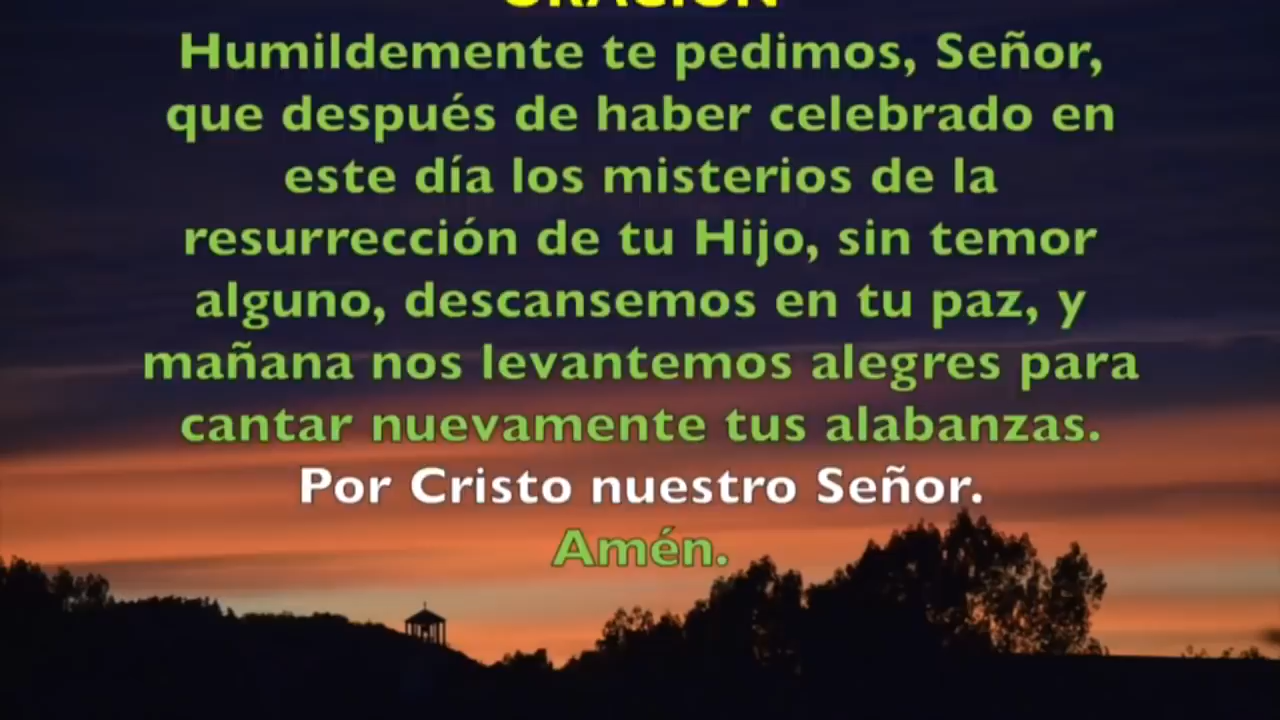 ORACIÓN
Humildemente te pedimos, Señor,
que después de haber celebrado en
este día los misterios de la
resurrección de tu Hijo, sin temor
alguno, descansemos en tu paz, y
mañana nos levantemos alegres para
cantar nuevamente tus alabanzas.
Por Cristo nuestro Señor.
Amén.